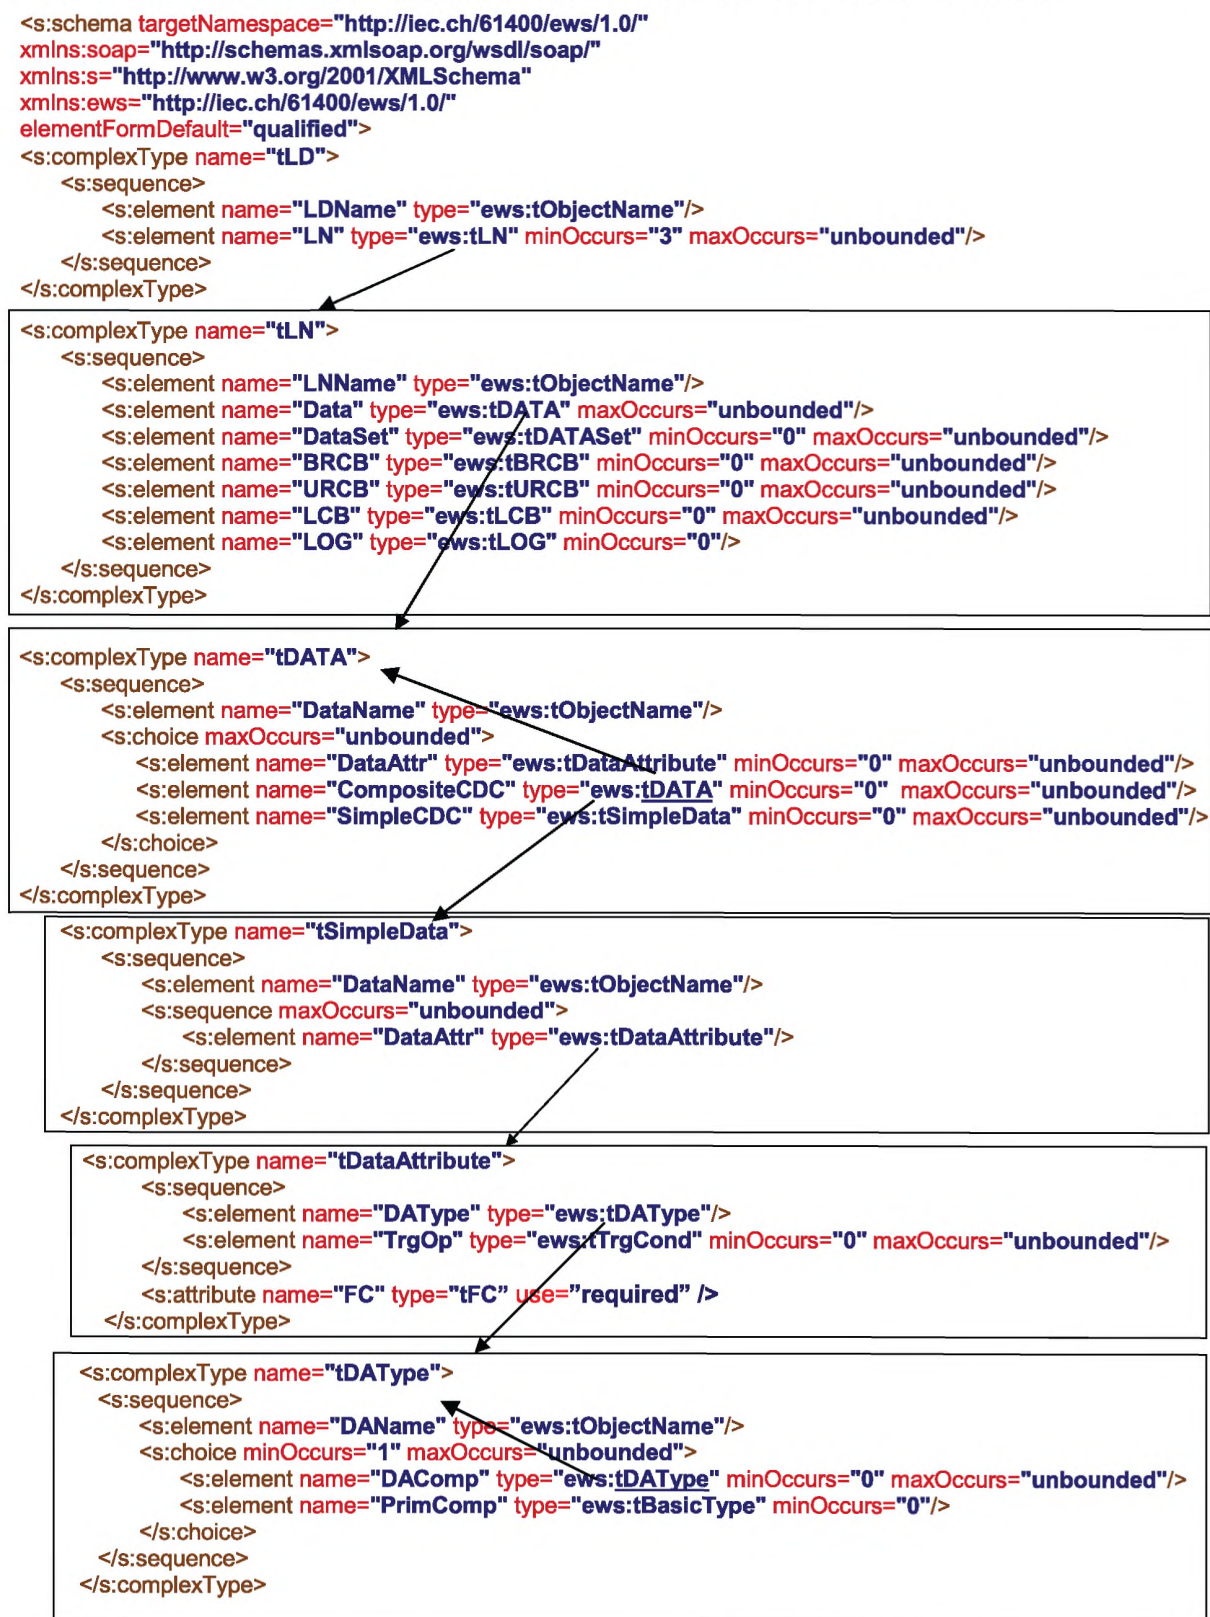 <s:schema targetNamespace="http://iec.ch/61400/ews/1.0/"
xmlns:soap="http://schemas.xmlsoap.org/wsdl/soap/"
xmlns:s="http://www.w3.org/2001/XMLSchema"
xmlns:ews="http://iec.ch/61400/ews/1.0/"
elementFormDefault="qualified">
<s:complexType name="tLD">
<s:sequence>
<s:element name="LDName" type="ews:tObjectName"/>
<s:element name="LN" type="ews:tLN" minOccurs="3" maxOccurs="unbounded"/>
</s:sequence>
</s:complexType>
<s:complexType name="tLN">
<s:sequence>
<s:element name="LNName" type="ews:tObjectName"/>
<s:element name="Data" type="ews:tDATA" maxOccurs="unbounded"/>
<s:element name="DataSet" type="ews:tDATASet" minOccurs="0" maxOccurs="unbounded"/>
<s:element name="BRCB" type="ews:tBRCB" minOccurs="0" maxOccurs="unbounded"/>
<s:element name="URCB" type="ews:tURCB" minOccurs="0" maxOccurs="unbounded"/>
<s:element name="LCB" type="ews:tLCB" minOccurs="0" maxOccurs="unbounded"/>
<s:element name="LOG" type="ews:tLOG" minOccurs="0"/>
</s:sequence>
</s:complexType>
<s:complexType name="tDATA">
<s:sequence>
<s:element name="DataName" type="ews:tObjectName"/>
<s:choice maxOccurs="unbounded">
<s:element name="DataAttr" type="ews:tDataAttribute" minOccurs="0" maxOccurs="unbounded"/>
<s:element name="CompositeCDC" type="ews:tDATA" minOccurs="0" maxOccurs="unbounded"/>
<s:element name="SimpleCDC" type="ews:tSimpleData" minOccurs="0" maxOccurs="unbounded"/>
</s:choice>
</s:sequence>
</s:complexType>
<s:complexType name="tSimpleData">
<s:sequence>
<s:element name="DataName" type="ews:tObjectName"/>
<s:sequence maxOccurs="unbounded">
<s:element name="DataAttr" type="ews:tDataAttribute"/>
</s:sequence>
</s:sequence>
</s:complexType>
<s:complexType name="tDataAttribute">
<s:sequence>
<s:element name="DAType" type="ews:tDAType"/>
<s:element name="TrgOp" type="ews:tTrgCond" minOccurs="0" maxOccurs="unbounded"/>
</s:sequence>
<s:attribute name="FC" type="tFC” use=”required” />
</s:complexType>
<s:complexType name="tDAType">
<s:sequence>
<s:element name="DAName" type="ews:tObjectName"/>
<s:choice minOccurs="1" maxOccurs="unbounded">
<s:element name="DAComp" type="ews:tDAType" minOccurs="0" maxOccurs="unbounded"/>
<s:element name="PrimComp" type="ews:tBasicType" minOccurs="0"/>
</s:choice>
</s:sequence>
</s:complexType>